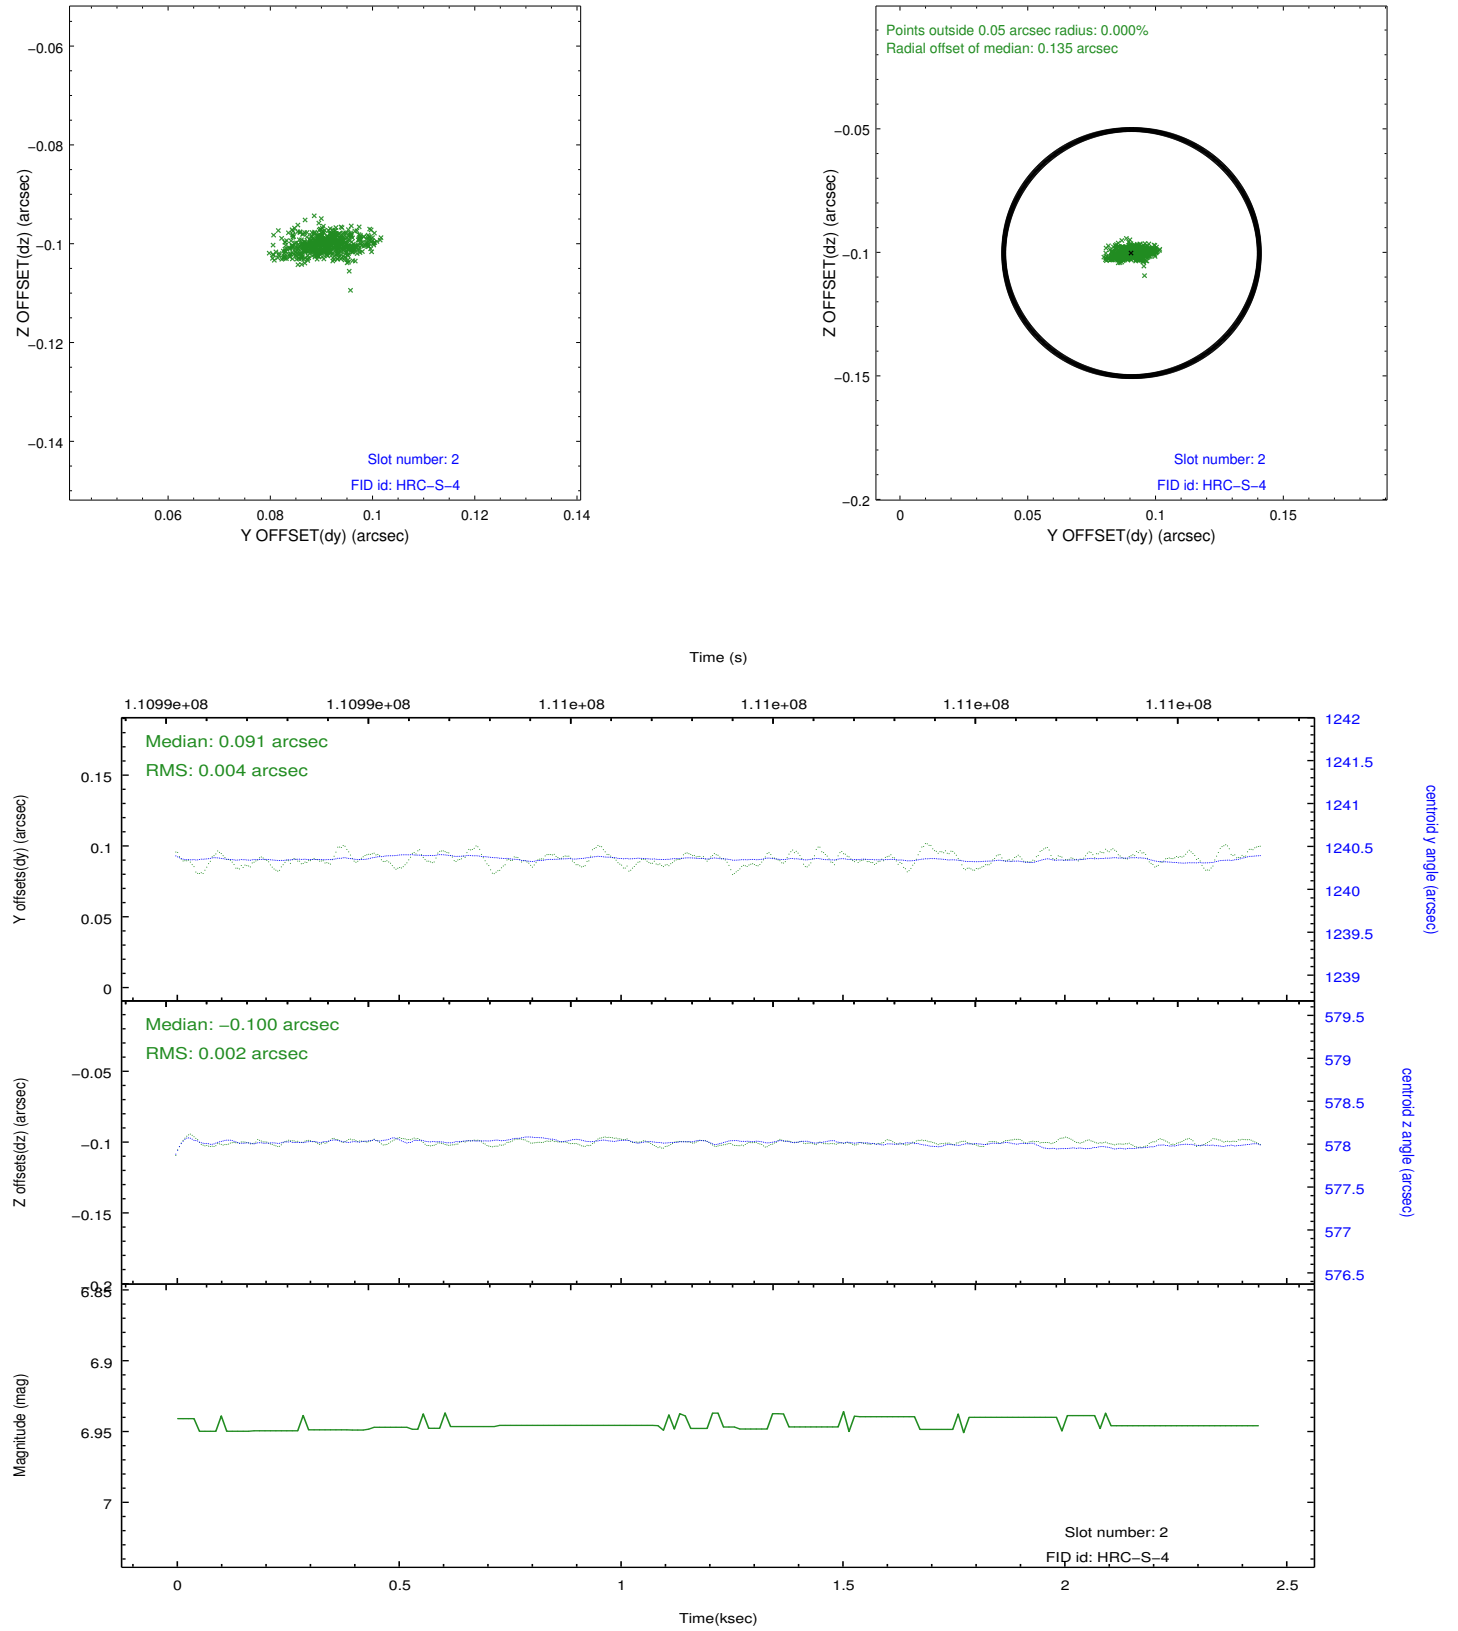 −0.06
−0.08
−0.1
−0.12
−0.14
Z OFFSET(dz) (arcsec)
Slot number: 2
FID id: HRC−S−4
0.06 0.08 0.1 0.12 0.14
Y OFFSET(dy) (arcsec)
Points outside 0.05 arcsec radius: 0.000%
Radial offset of median: 0.135 arcsec
−0.05
−0.1
−0.15
−0.2
Z OFFSET(dz) (arcsec)
Slot number: 2
FID id: HRC−S−4
0 0.05 0.1 0.15
Y OFFSET(dy) (arcsec)
Time (s)
1.1099e+08 1.1099e+08 1.11e+08 1.11e+08 1.11e+08 1.11e+08
Median: 0.091 arcsec
RMS: 0.004 arcsec
0.15
0.1
0.05
0
Y offsets(dy) (arcsec)
1242
1241.5
1241
1240.5
1240
1239.5
1239
centroid y angle (arcsec)
Median: −0.100 arcsec
RMS: 0.002 arcsec
−0.05
−0.1
−0.15
−0.2
Z offsets(dz) (arcsec)
579.5
579
578.5
578
577.5
577
576.5
centroid z angle (arcsec)
6.85
6.9
6.95
7
Magnitude (mag)
Slot number: 2
FID id: HRC−S−4
0 0.5 1 1.5 2 2.5
Time(ksec)